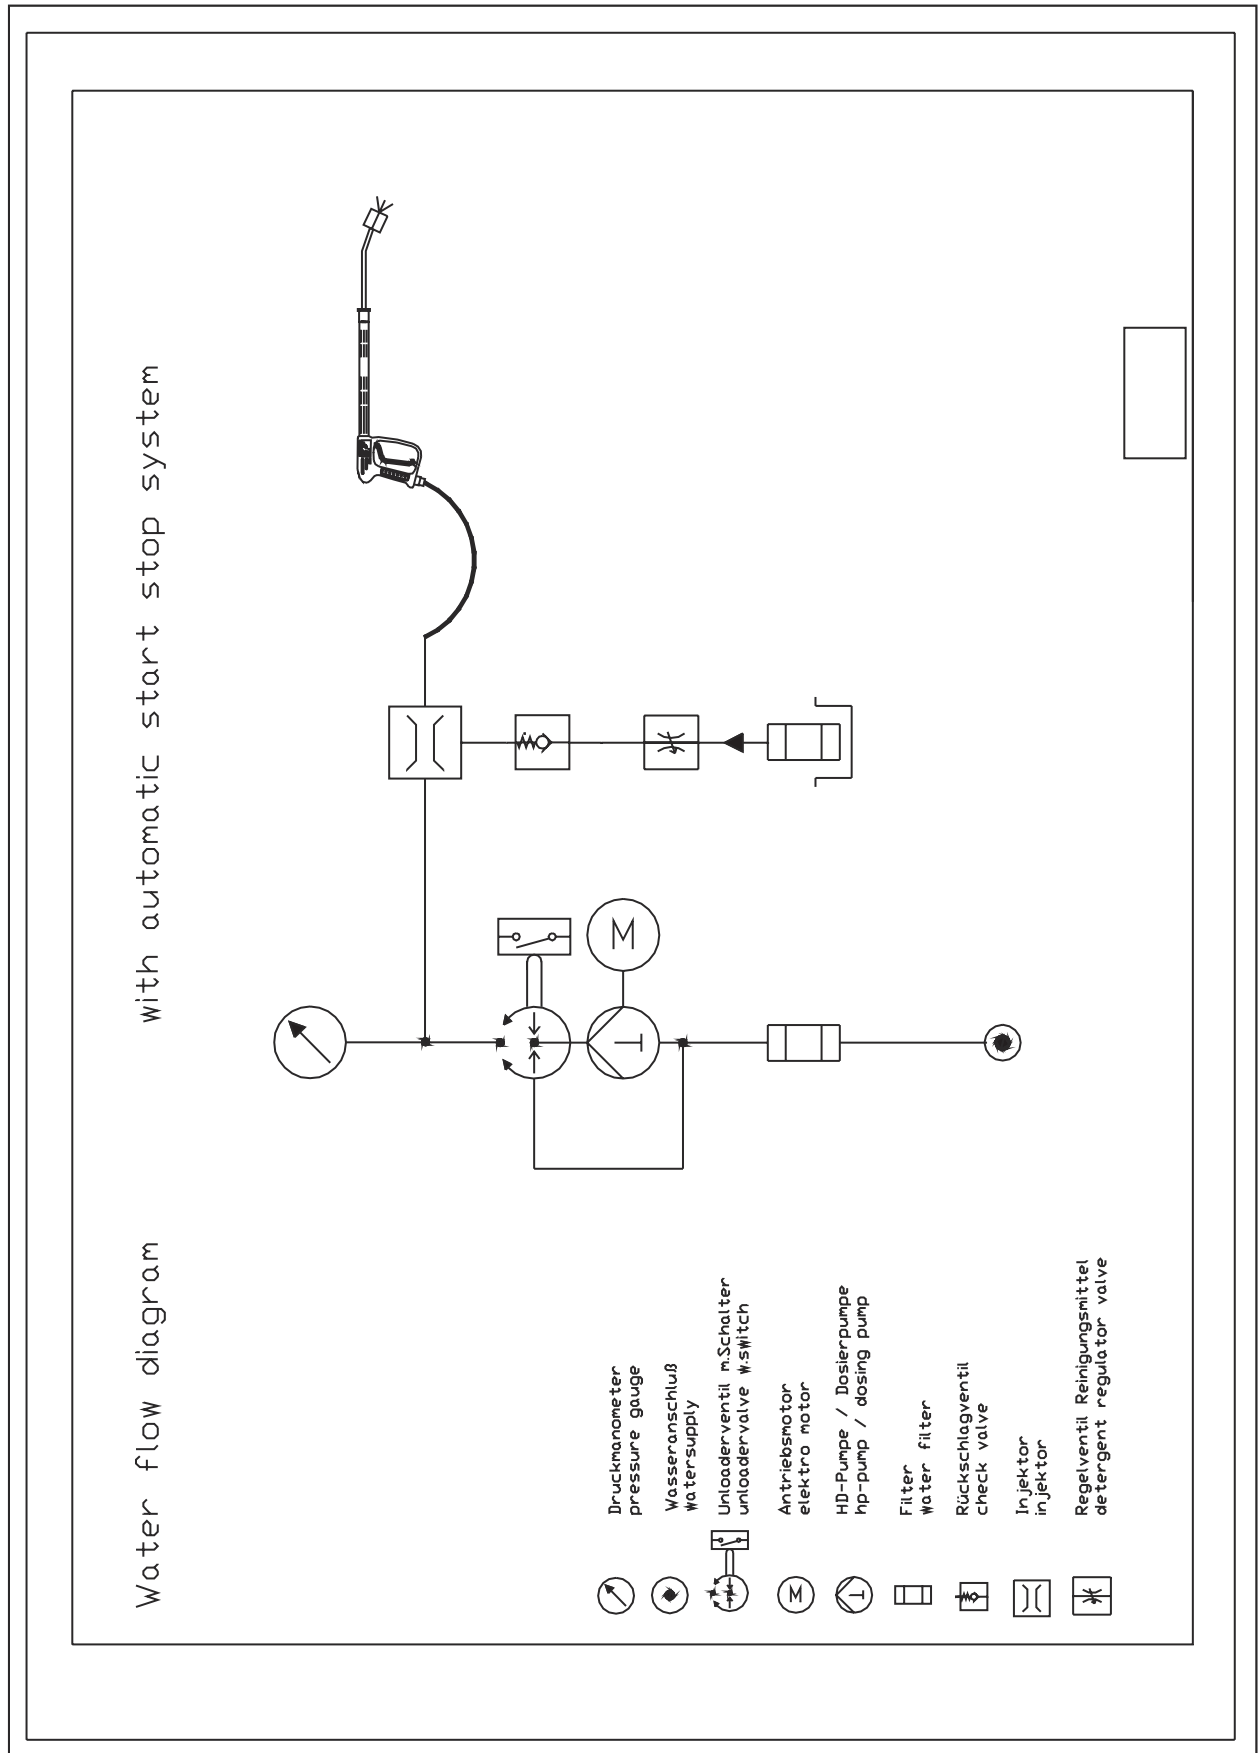 Water flow diagram
With automatic start stop system
Druckmanometer
pressure gauge
Wasseranschluß
watersupply
Unloaderventil m.Schalter
unloadervalve w.switch
Antriebsmotor
elektro motor
HD-Pumpe / Dosierpumpe
hp-pump / dosing pump
Filter
water filter
Rückschlagventil
check valve
Injektor
injektor
Regelventil Reinigungsmittel
detergent regulator valve
M
M